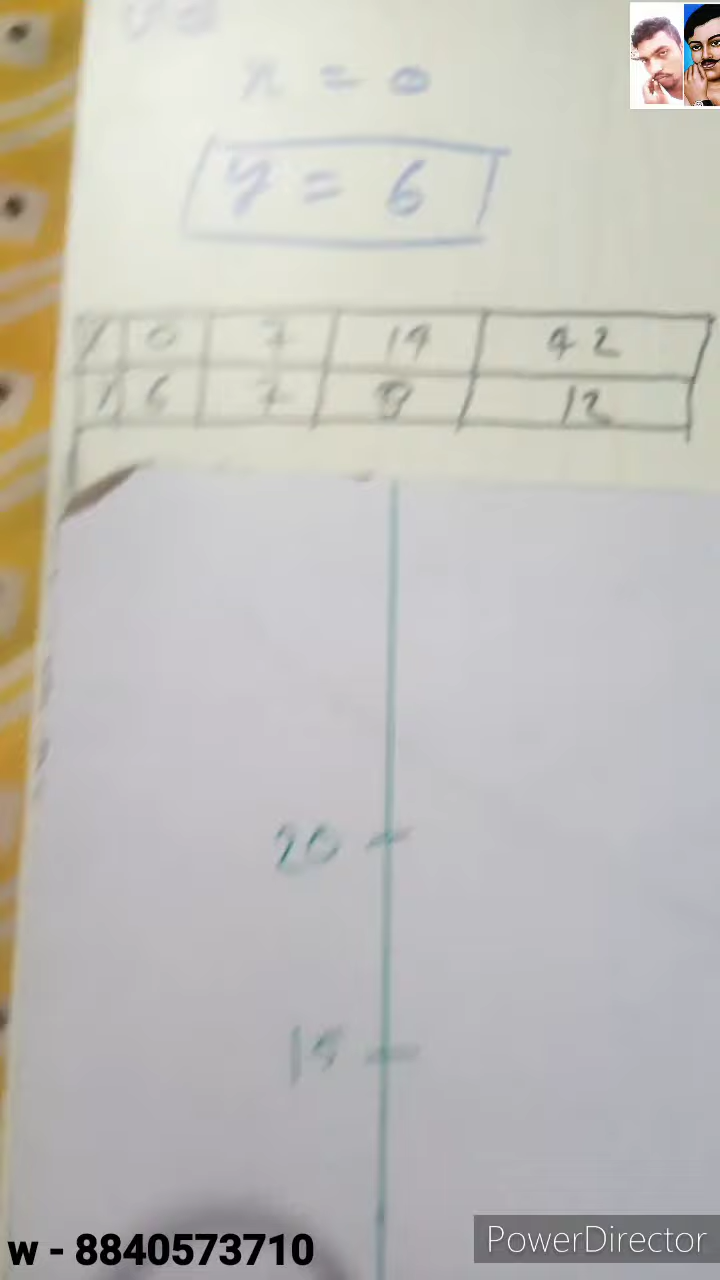 x = 0
y = 6
x 0 7 14 42
y 6 7 8 12
20
15
w - 8840573710
PowerDirector